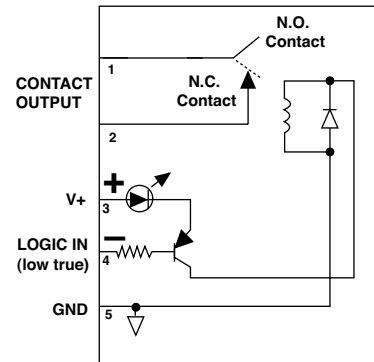 N.O.
Contact
1
CONTACT
OUTPUT
N.C.
Contact
2
+
V+
3
LOGIC IN
(low true)
−
4
GND
5